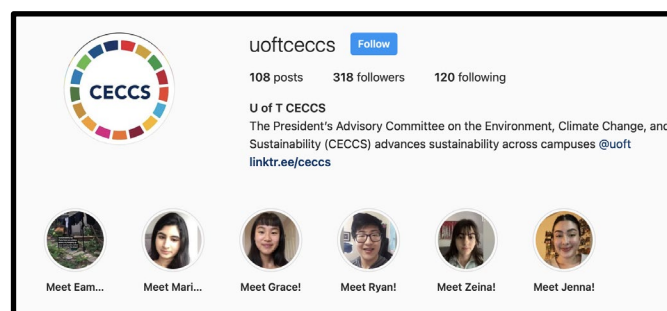 CECCS
uoftceccs Follow
108 posts 318 followers 120 following
U of T CECCS
The President's Advisory Committee on the Environment, Climate Change, and
Sustainability (CECCS) advances sustainability across campuses @uoft
linktr.ee/ceccs
Meet Eam... Meet Mari... Meet Grace! Meet Ryan! Meet Zeina! Meet Jenna!